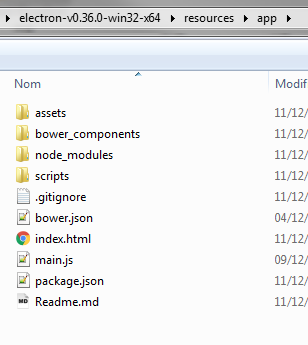 electron-v0.36.0-win32-x64 resources app
Nom Modif
assets 11/12/
bower_components 11/12/
node_modules 11/12/
scripts 11/12/
.gitignore 11/12/
bower.json 04/12/
index.html 11/12/
main.js 09/12/
package.json 11/12/
MD Readme.md 11/12/